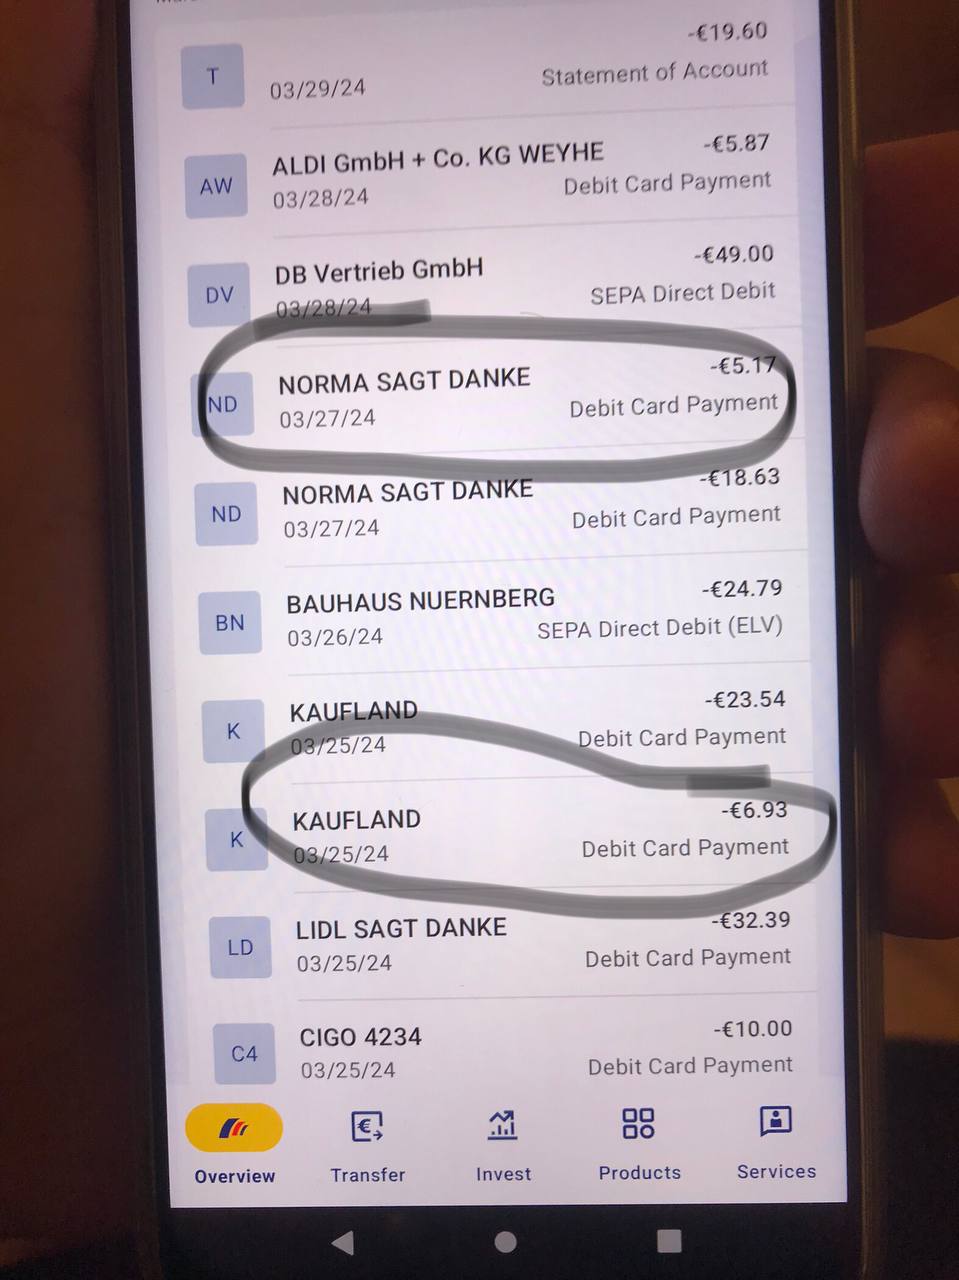 -€19.60
T
03/29/24
Statement of Account
ALDI GmbH + Co. KG WEYHE
-€5.87
AW
03/28/24
Debit Card Payment
DB Vertrieb GmbH
-€49.00
DV
03/28/24
SEPA Direct Debit
NORMA SAGT DANKE
-€5.17
ND
03/27/24
Debit Card Payment
NORMA SAGT DANKE
-€18.63
ND
03/27/24
Debit Card Payment
BAUHAUS NUERNBERG
-€24.79
BN
03/26/24
SEPA Direct Debit (ELV)
KAUFLAND
-€23.54
K
03/25/24
Debit Card Payment
KAUFLAND
-€6.93
K
03/25/24
Debit Card Payment
LIDL SAGT DANKE
-€32.39
LD
03/25/24
Debit Card Payment
CIGO 4234
-€10.00
C4
03/25/24
Debit Card Payment
Overview
Transfer
Invest
Products
Services